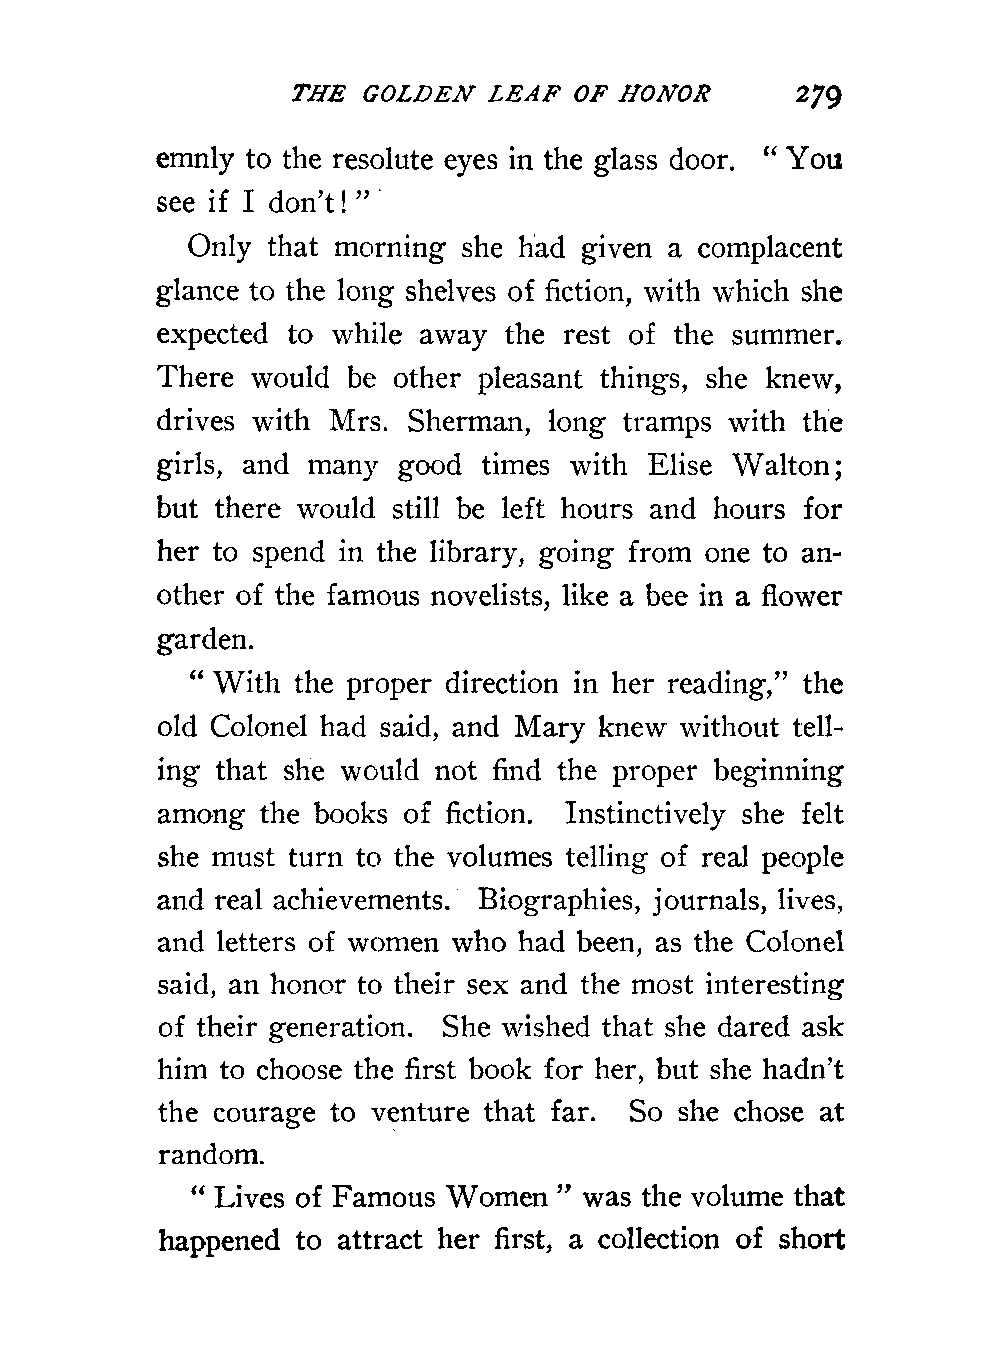 THE GOLDEN LEAF OF HONOR 279
emnly to the resolute eyes in the glass door. “ You
see if I don’t! ”
Only that morning she had given a complacent
glance to the long shelves of fiction, with which she
expected to while away the rest of the summer.
There would be other pleasant things, she knew,
drives with Mrs. Sherman, long tramps with the
girls, and many good times with Elise Walton;
but there would still be left hours and hours for
her to spend in the library, going from one to an-
other of the famous novelists, like a bee in a flower
garden.
“ With the proper direction in her reading,” the
old Colonel had said, and Mary knew without tell-
ing that she would not find the proper beginning
among the books of fiction. Instinctively she felt
she must turn to the volumes telling of real people
and real achievements. Biographies, journals, lives,
and letters of women who had been, as the Colonel
said, an honor to their sex and the most interesting
of their generation. She wished that she dared ask
him to choose the first book for her, but she hadn’t
the courage to venture that far. So she chose at
random.
“ Lives of Famous Women ” was the volume that
happened to attract her first, a collection of short